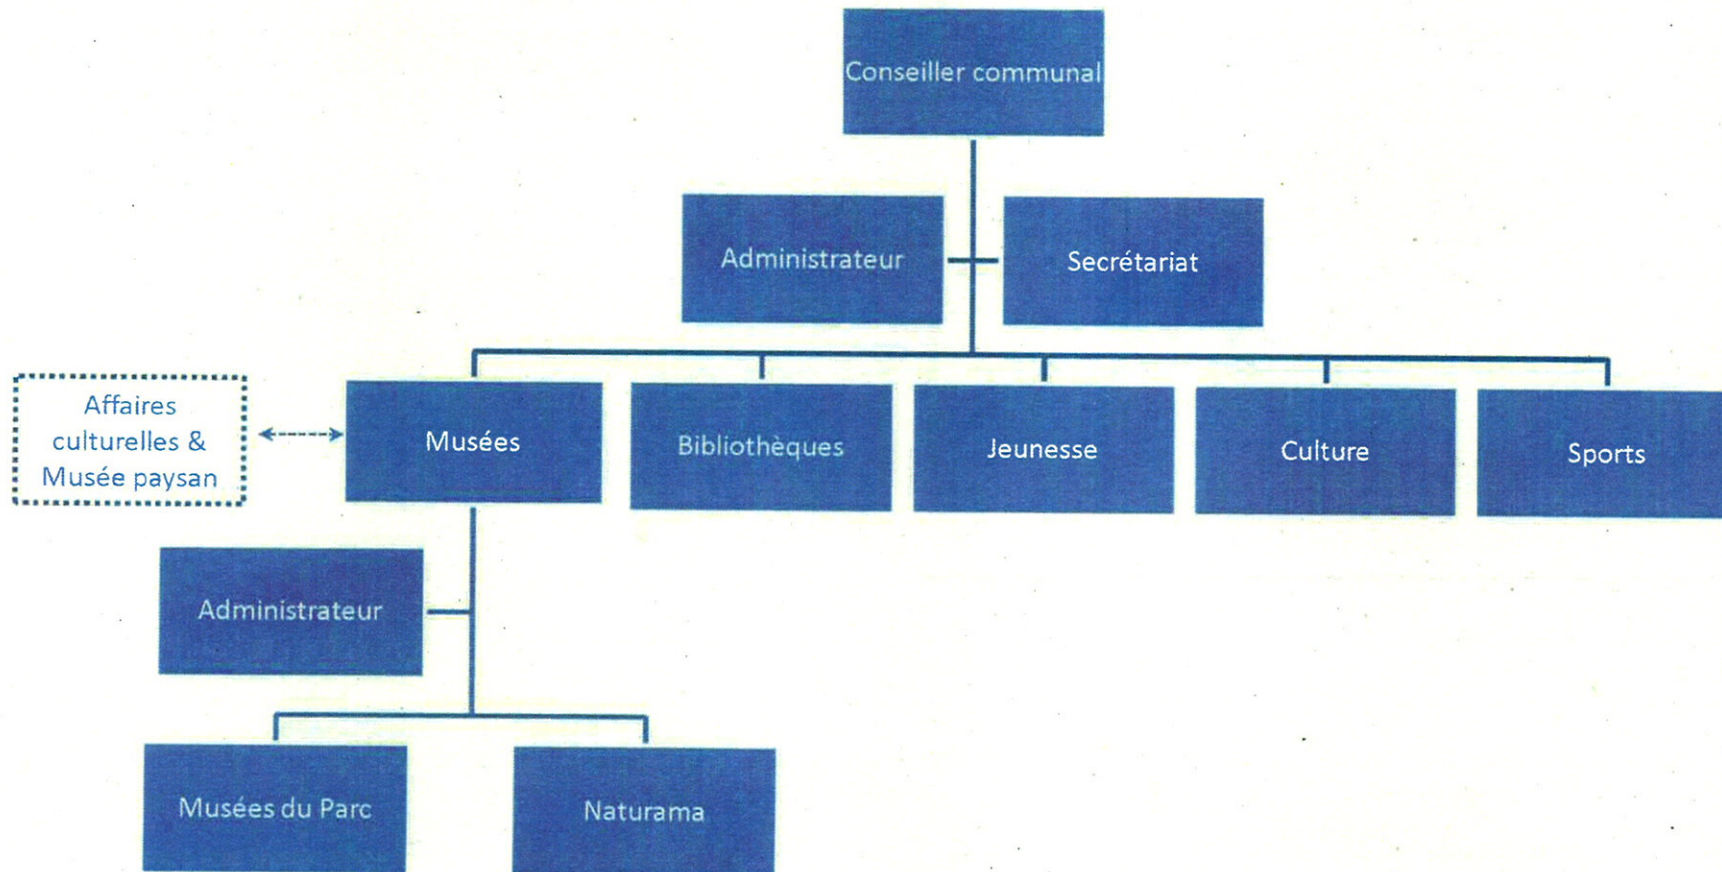 Conseiller communal
Administrateur
Secrétariat
Affaires
culturelles &
Musée paysan
Musées
Bibliothèques
Jeunesse
Culture
Sports
Administrateur
Musées du Parc
Naturama